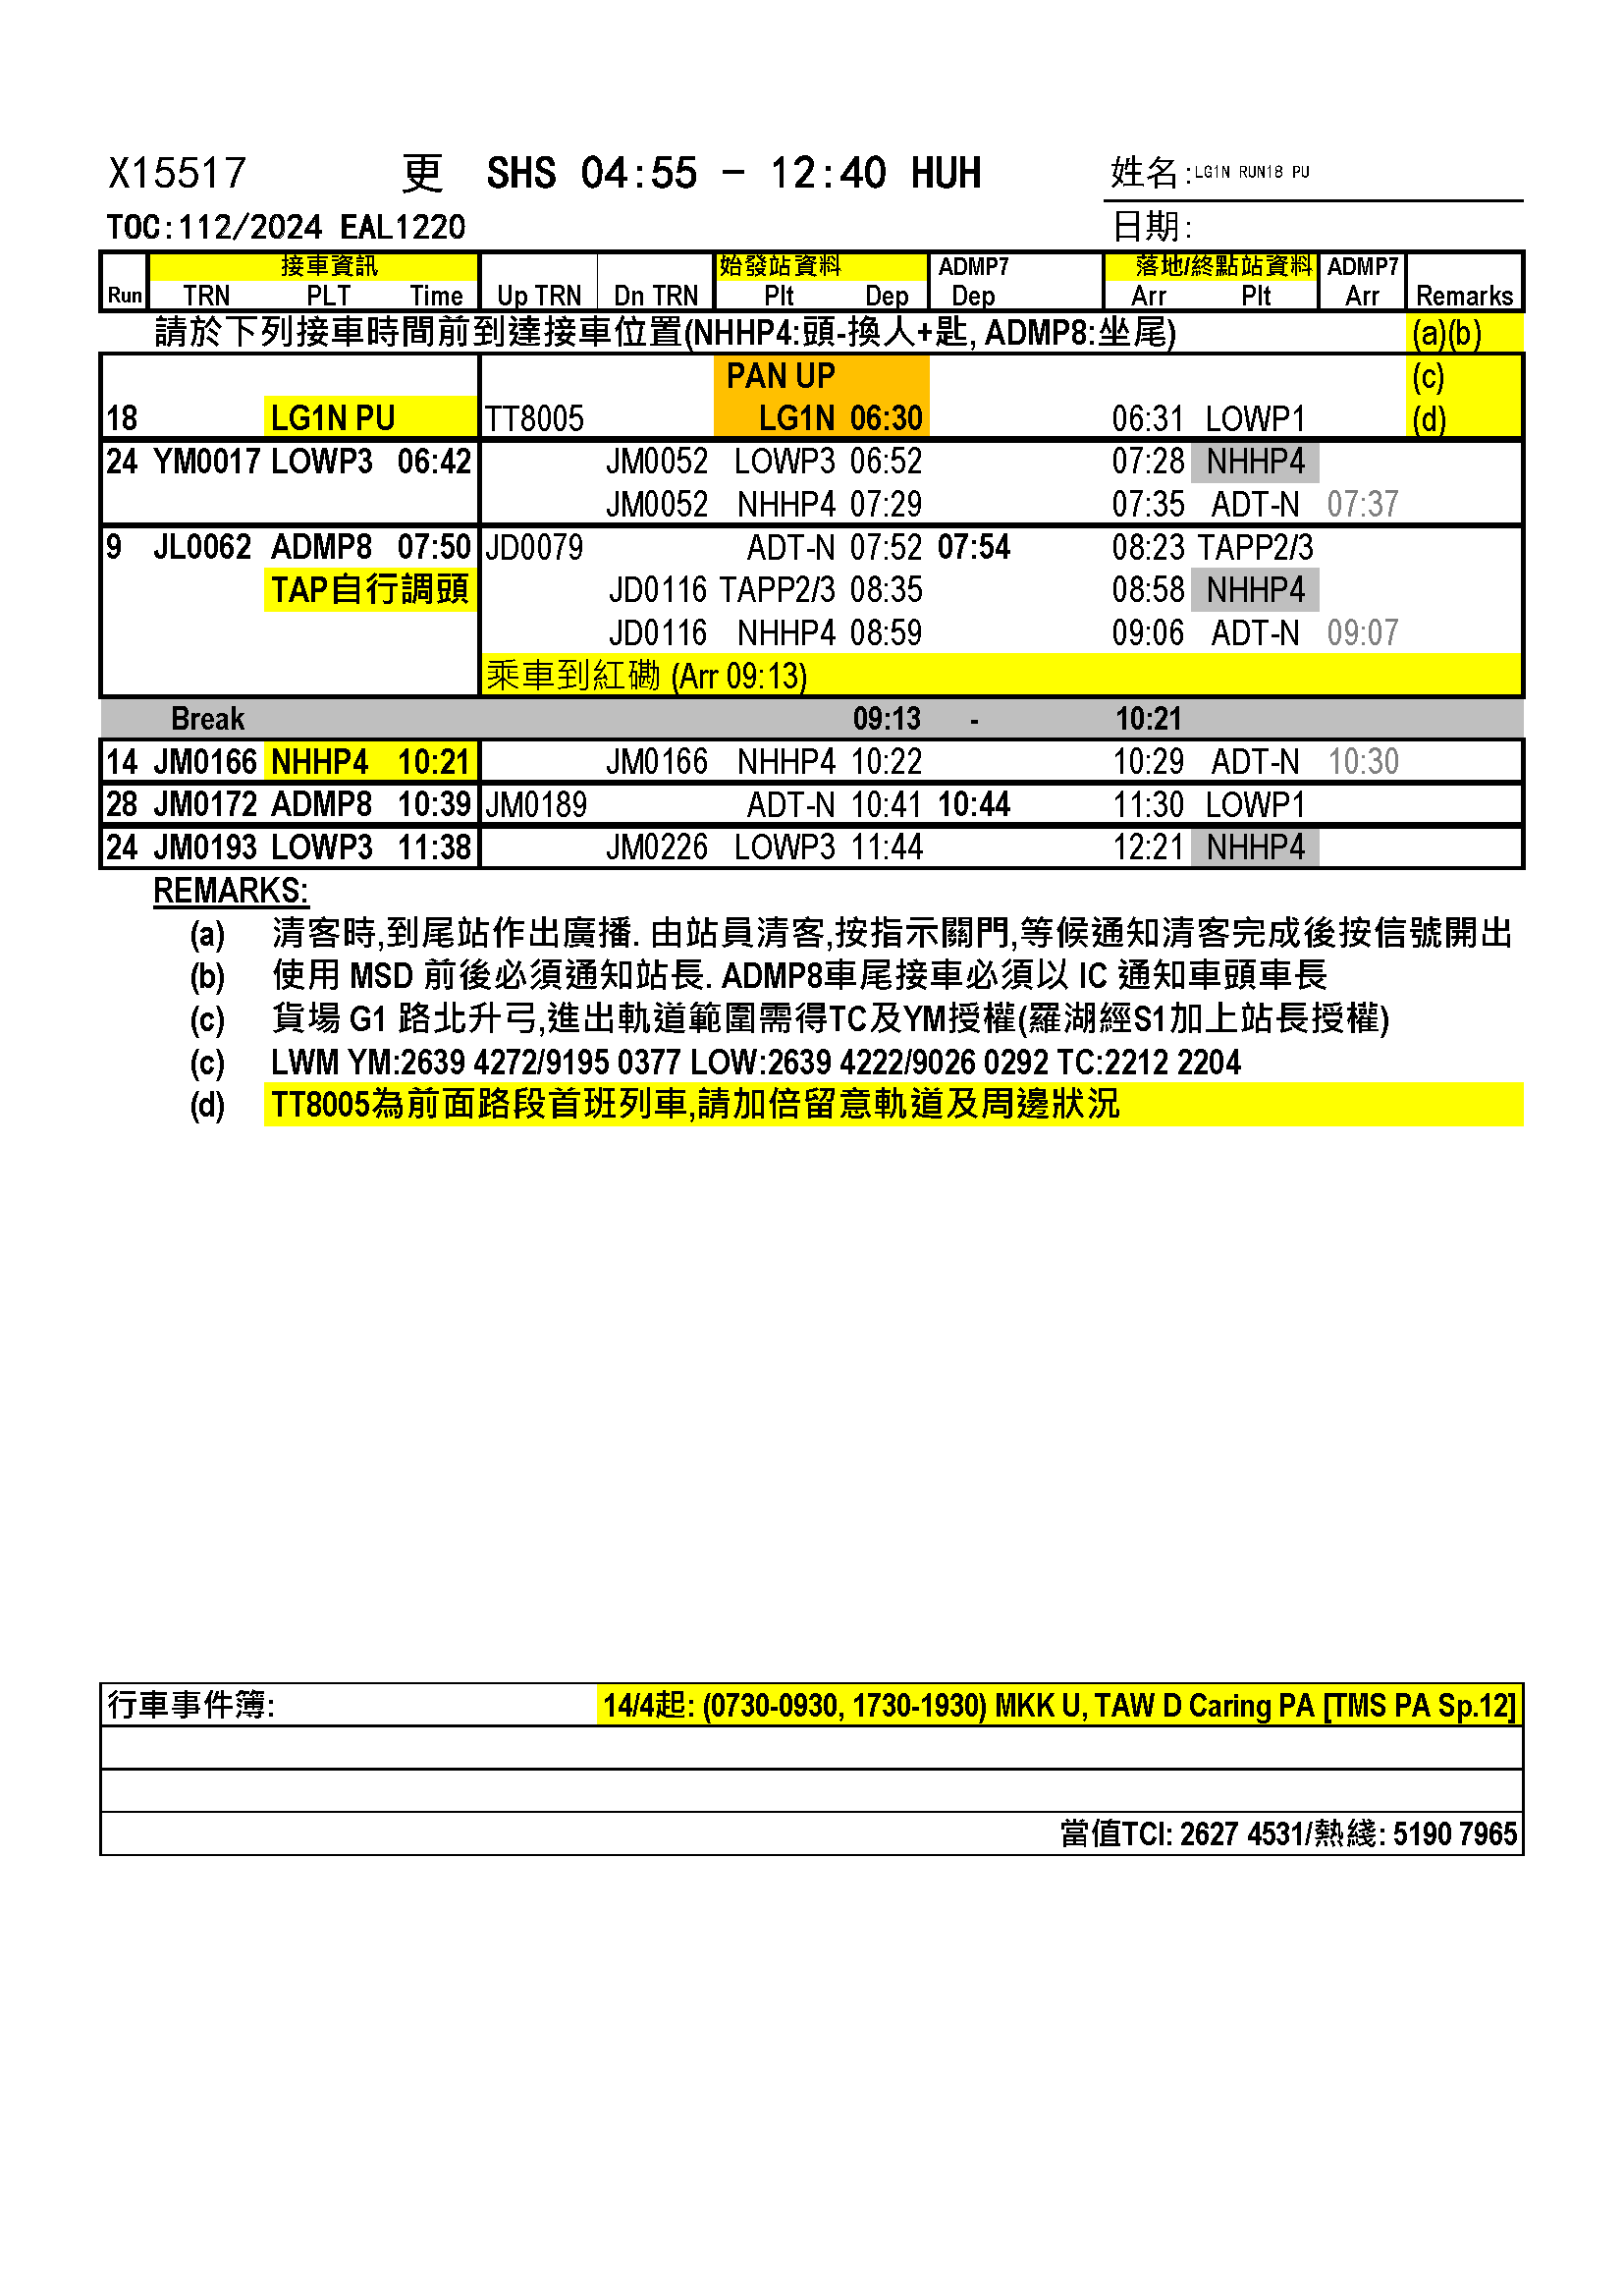 X15517 更 SHS 04:55 - 12:40 HUH 姓名:LG1N RUN18 PU
TOC:112/2024 EAL1220 日期:
接車資訊 始發站資料 ADMP7 落地/終點站資料 ADMP7
Run TRN PLT Time Up TRN Dn TRN Plt Dep Dep Arr Plt Arr Remarks
請於下列接車時間前到達接車位置(NHHP4:頭-換人+匙, ADMP8:坐尾) (a)(b)
PAN UP (c)
18 LG1N PU TT8005 LG1N 06:30 06:31 LOWP1 (d)
24 YM0017 LOWP3 06:42 JM0052 LOWP3 06:52 07:28 NHHP4
JM0052 NHHP4 07:29 07:35 ADT-N 07:37
9 JL0062 ADMP8 07:50 JD0079 ADT-N 07:52 07:54 08:23 TAPP2/3
TAP自行調頭 JD0116 TAPP2/3 08:35 08:58 NHHP4
JD0116 NHHP4 08:59 09:06 ADT-N 09:07
乘車到紅磡 (Arr 09:13)
Break 09:13 - 10:21
14 JM0166 NHHP4 10:21 JM0166 NHHP4 10:22 10:29 ADT-N 10:30
28 JM0172 ADMP8 10:39 JM0189 ADT-N 10:41 10:44 11:30 LOWP1
24 JM0193 LOWP3 11:38 JM0226 LOWP3 11:44 12:21 NHHP4
REMARKS:
(a) 清客時,到尾站作出廣播. 由站員清客,按指示關門,等候通知清客完成後按信號開出
(b) 使用 MSD 前後必須通知站長. ADMP8車尾接車必須以 IC 通知車頭車長
(c) 貨場 G1 路北升弓,進出軌道範圍需得TC及YM授權(羅湖經S1加上站長授權)
(c) LWM YM:2639 4272/9195 0377 LOW:2639 4222/9026 0292 TC:2212 2204
(d) TT8005為前面路段首班列車,請加倍留意軌道及周邊狀況
行車事件簿: 14/4起: (0730-0930, 1730-1930) MKK U, TAW D Caring PA [TMS PA Sp.12]
當值TCI: 2627 4531/熱綫: 5190 7965